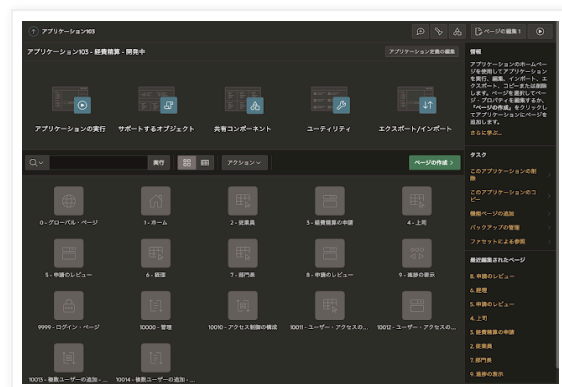 アプリケーション103
ページの編集 1
アプリケーション103 - 経費精算 - 開発中
アプリケーション定義の編集
アプリケーションの実行
サポートするオブジェクト
共有コンポーネント
ユーティリティ
エクスポート/インポート
実行
アクション
ページの作成 >
0 - グローバル・ページ
1 - ホーム
2 - 従業員
3 - 経費精算の申請
4 - 上司
5 - 申請のレビュー
6 - 経理
7 - 部門表
8 - 申請のレビュー
9 - 進捗の表示
9999 - ログイン・ページ
10000 - 管理
10010 - アクセス制御の構成
10011 - ユーザー・アクセスの...
10012 - ユーザー・アクセスの...
10013 - 複数ユーザーの追加 - ...
10014 - 複数ユーザーの追加 - ...
情報
アプリケーションのホームペー
ジを使用してアプリケーション
を実行、編集、インポート、エ
クスポート、コピーまたは削除
します。ページを選択してペー
ジ・プロパティを編集するか、
「ページの作成」をクリックし
てアプリケーションにページを
追加します。
さらに学ぶ...
タスク
このアプリケーションの削
除
このアプリケーションのコ
ピー
機能ページの追加
バックアップの管理
ファセットによる参照
最近編集されたページ
8. 申請のレビュー
6. 経理
5. 申請のレビュー
4. 上司
3. 経費精算の申請
2. 従業員
7. 部門表
9. 進捗の表示